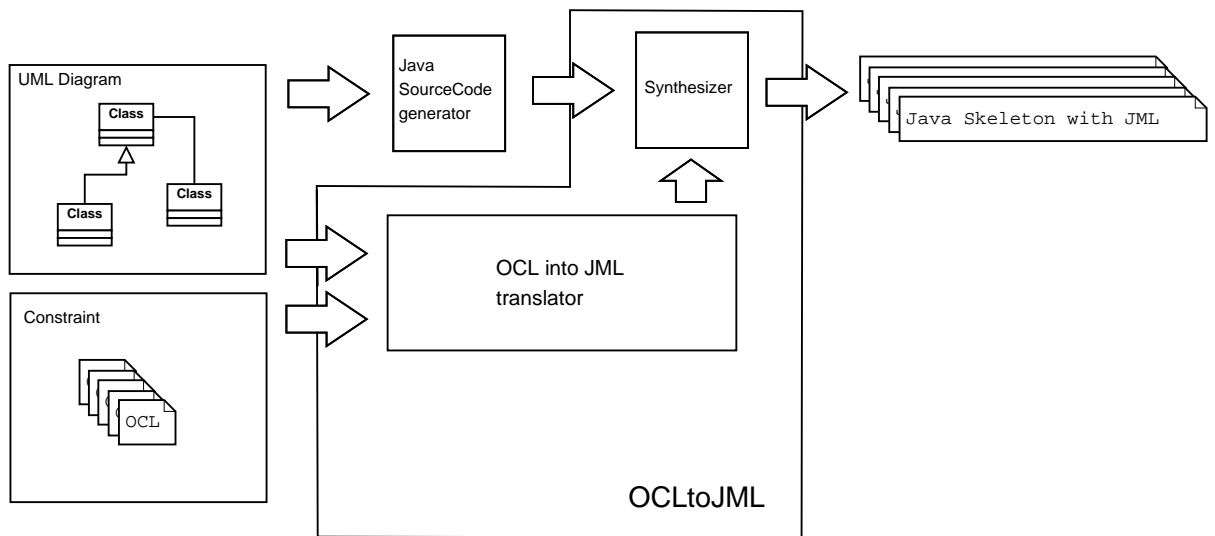 UML Diagram
Class
Class
Class
Constraint
OCL
Java
SourceCode
generator
Synthesizer
OCL into JML
translator
OCLtoJML
Java Skeleton with JML